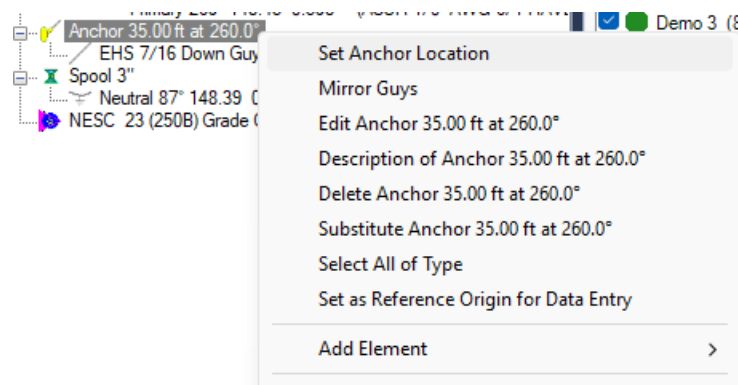 Anchor 35.00 ft at 260.0°
EHS 7/16 Down Guy
Spool 3"
Neutral 87° 148.39
NESC 23 (250B) Grade
Demo 3 (8
Set Anchor Location
Mirror Guys
Edit Anchor 35.00 ft at 260.0°
Description of Anchor 35.00 ft at 260.0°
Delete Anchor 35.00 ft at 260.0°
Substitute Anchor 35.00 ft at 260.0°
Select All of Type
Set as Reference Origin for Data Entry
Add Element